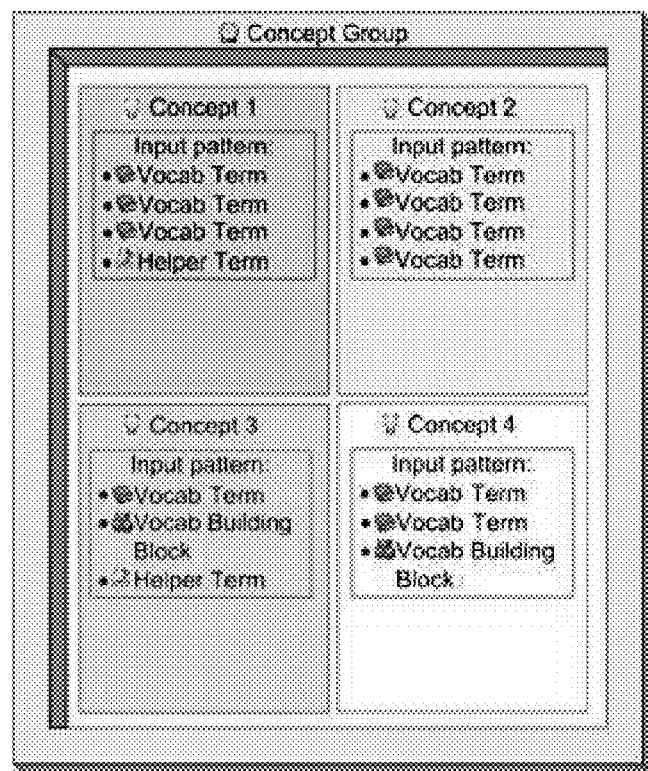 Concept Group
Concept 1
Input pattern:
• Vocab Term
• Vocab Term
• Vocab Term
• Helper Term
Concept 2
Input pattern:
• Vocab Term
• Vocab Term
• Vocab Term
• Vocab Term
Concept 3
Input pattern:
• Vocab Term
• Vocab Building
Block
• Helper Term
Concept 4
Input pattern:
• Vocab Term
• Vocab Term
• Vocab Building
Block